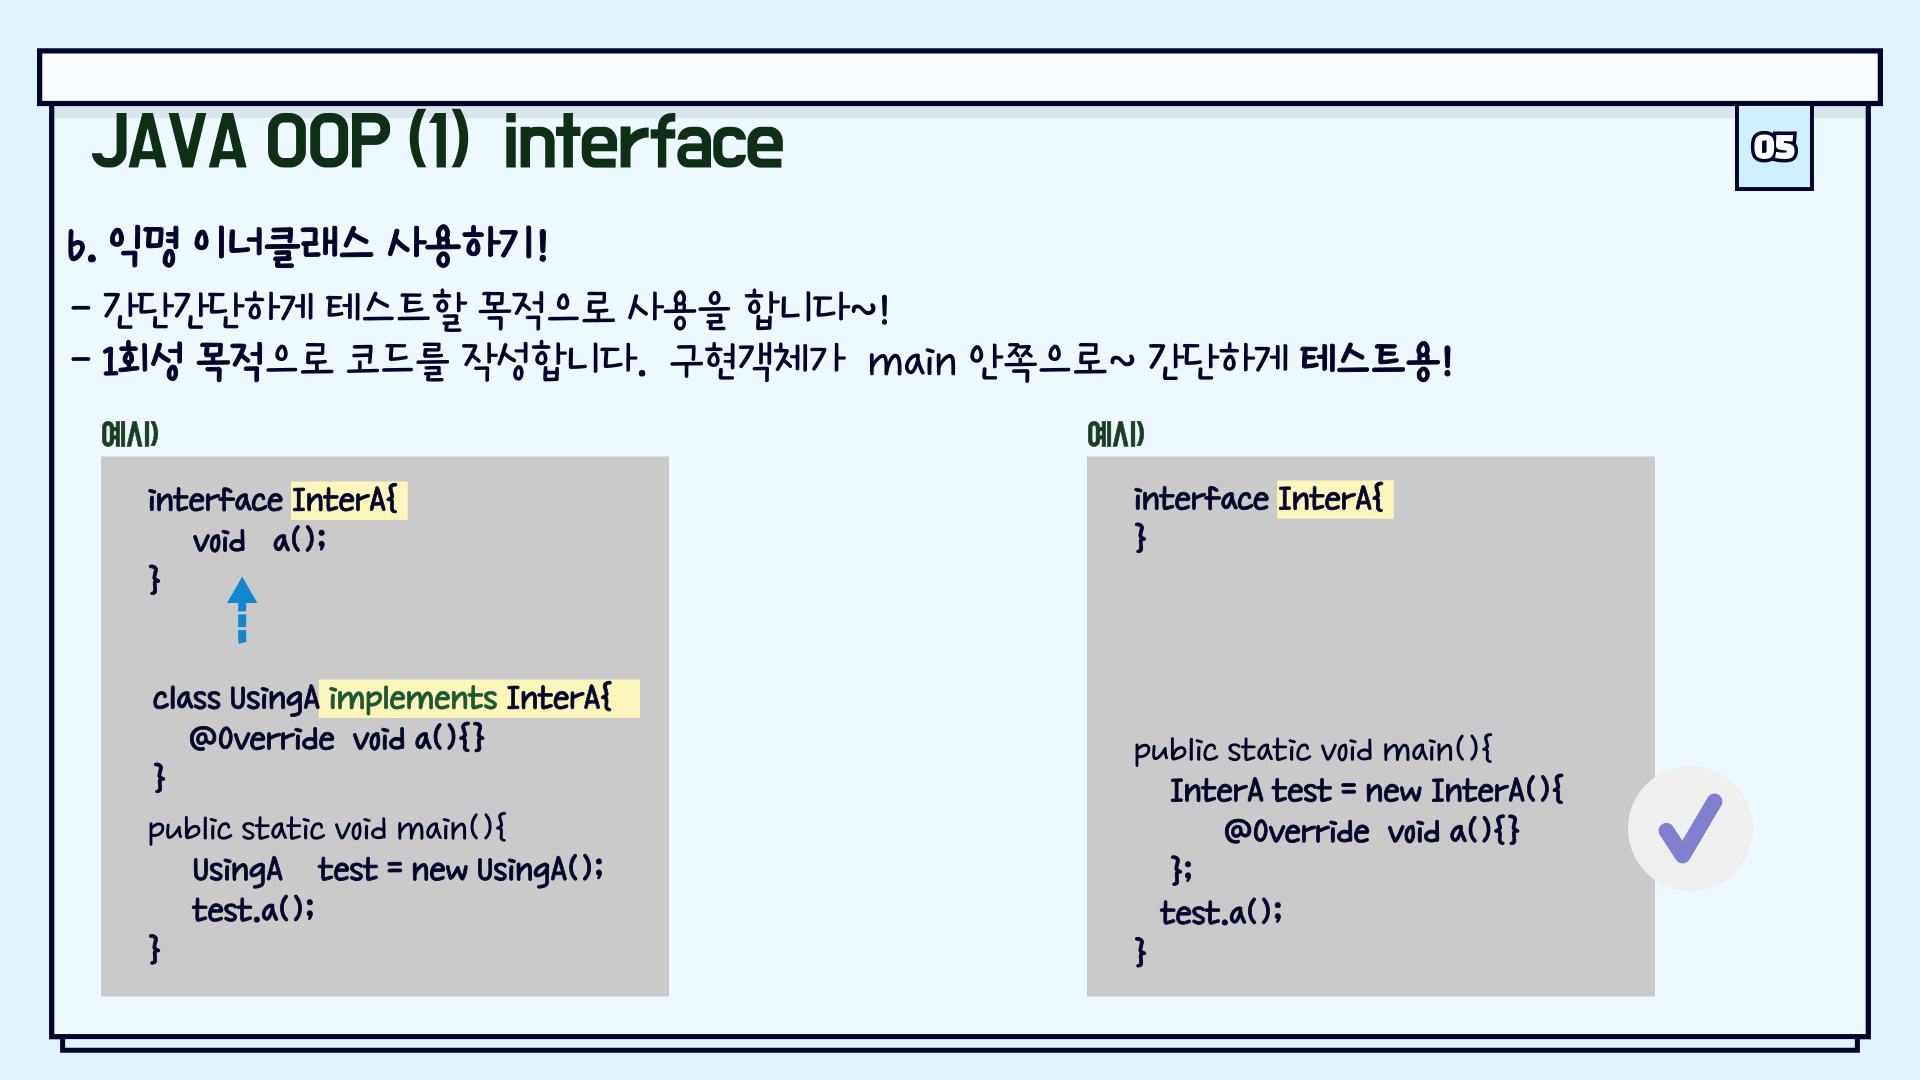 JAVA OOP (1) interface
05
b. 익명 이너클래스 사용하기!
- 간단간단하게 테스트할 목적으로 사용을 합니다~!
- 1회성 목적으로 코드를 작성합니다. 구현객체가 main 안쪽으로~ 간단하게 테스트용!
예시)
interface InterA{
void a();
}
class UsingA implements InterA{
@Override void a(){}
}
public static void main(){
UsingA test = new UsingA();
test.a();
}
예시)
interface InterA{
}
public static void main(){
InterA test = new InterA(){
@Override void a(){}
};
test.a();
}